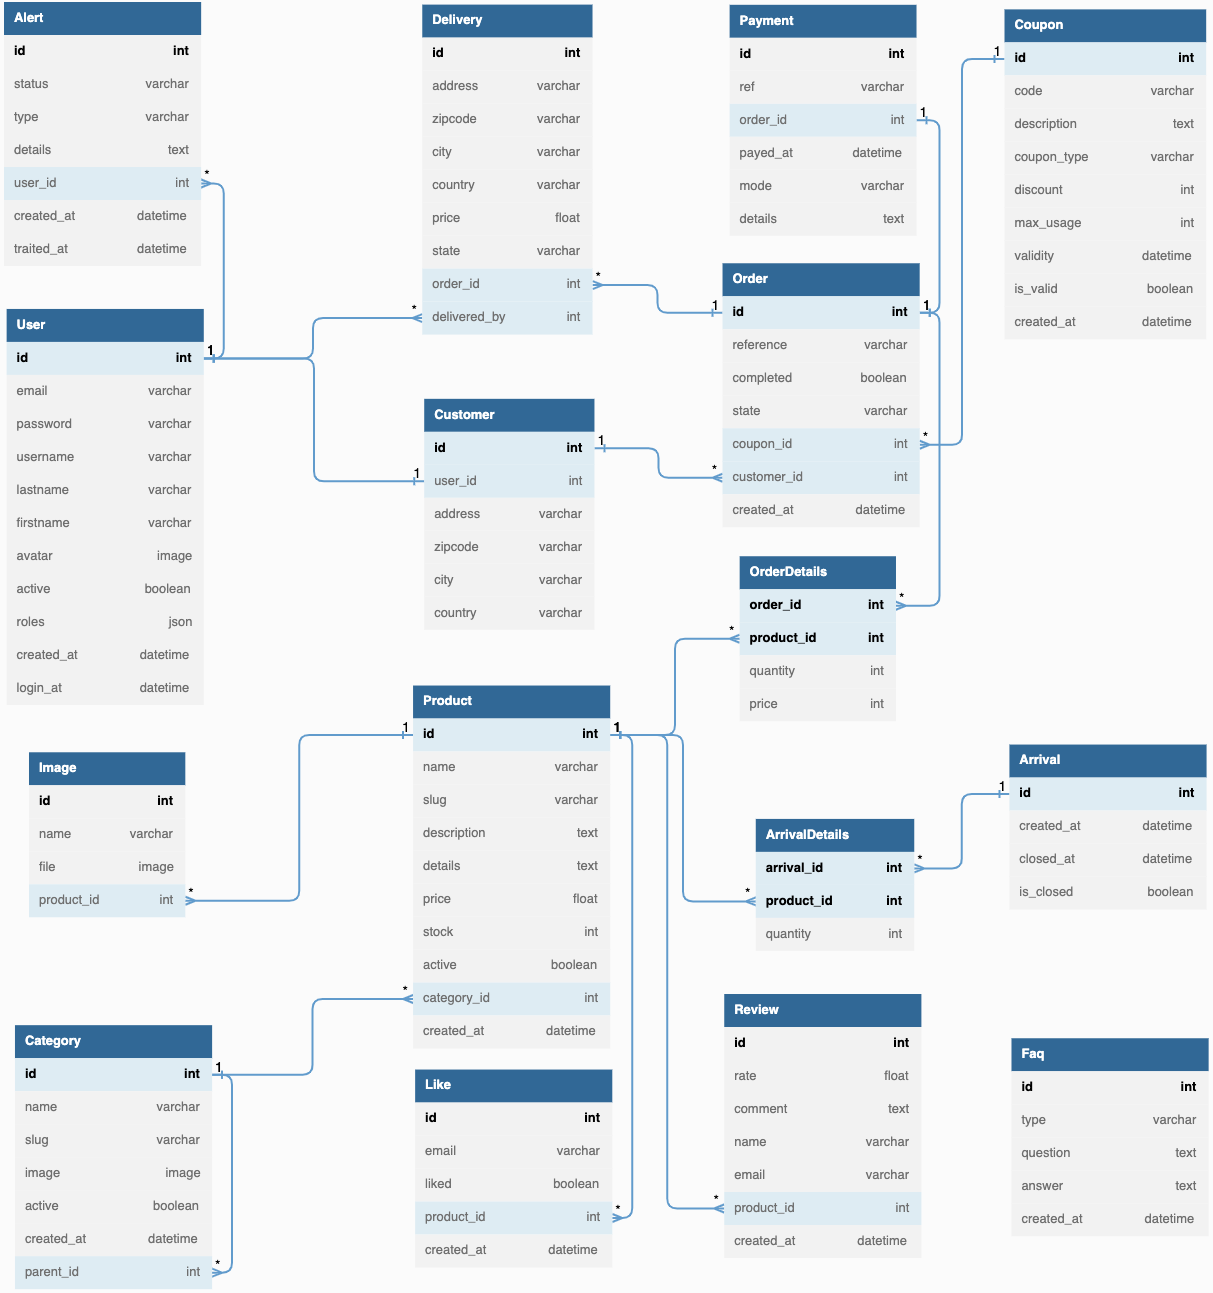 Alert
id int
status varchar
type varchar
details text
user_id int *
created_at datetime
traited_at datetime
Delivery
id int
address varchar
zipcode varchar
city varchar
country varchar
price float
state varchar
order_id int *
* delivered_by int
Payment
id int
ref varchar
order_id int 1
payed_at datetime
mode varchar
details text
Coupon
1 id int
code varchar
description text
coupon_type varchar
discount int
max_usage int
validity datetime
is_valid boolean
created_at datetime
User
id int 1
email varchar
password varchar
username varchar
lastname varchar
firstname varchar
avatar image
active boolean
roles json
created_at datetime
login_at datetime
Customer
id int 1
1 user_id int
address varchar
zipcode varchar
city varchar
country varchar
Order
1 id int 1
reference varchar
completed boolean
state varchar
coupon_id int *
* customer_id int
created_at datetime
OrderDetails
order_id int *
* product_id int
quantity int
price int
Product
1 id int 1
name varchar
slug varchar
description text
details text
price float
stock int
active boolean
* category_id int
created_at datetime
Image
id int
name varchar
file image
product_id int *
ArrivalDetails
arrival_id int *
* product_id int
quantity int
Arrival
1 id int
created_at datetime
closed_at datetime
is_closed boolean
Category
id int 1
name varchar
slug varchar
image image
active boolean
created_at datetime
parent_id int *
Like
id int
email varchar
liked boolean
product_id int *
created_at datetime
Review
id int
rate float
comment text
name varchar
email varchar
* product_id int
created_at datetime
Faq
id int
type varchar
question text
answer text
created_at datetime